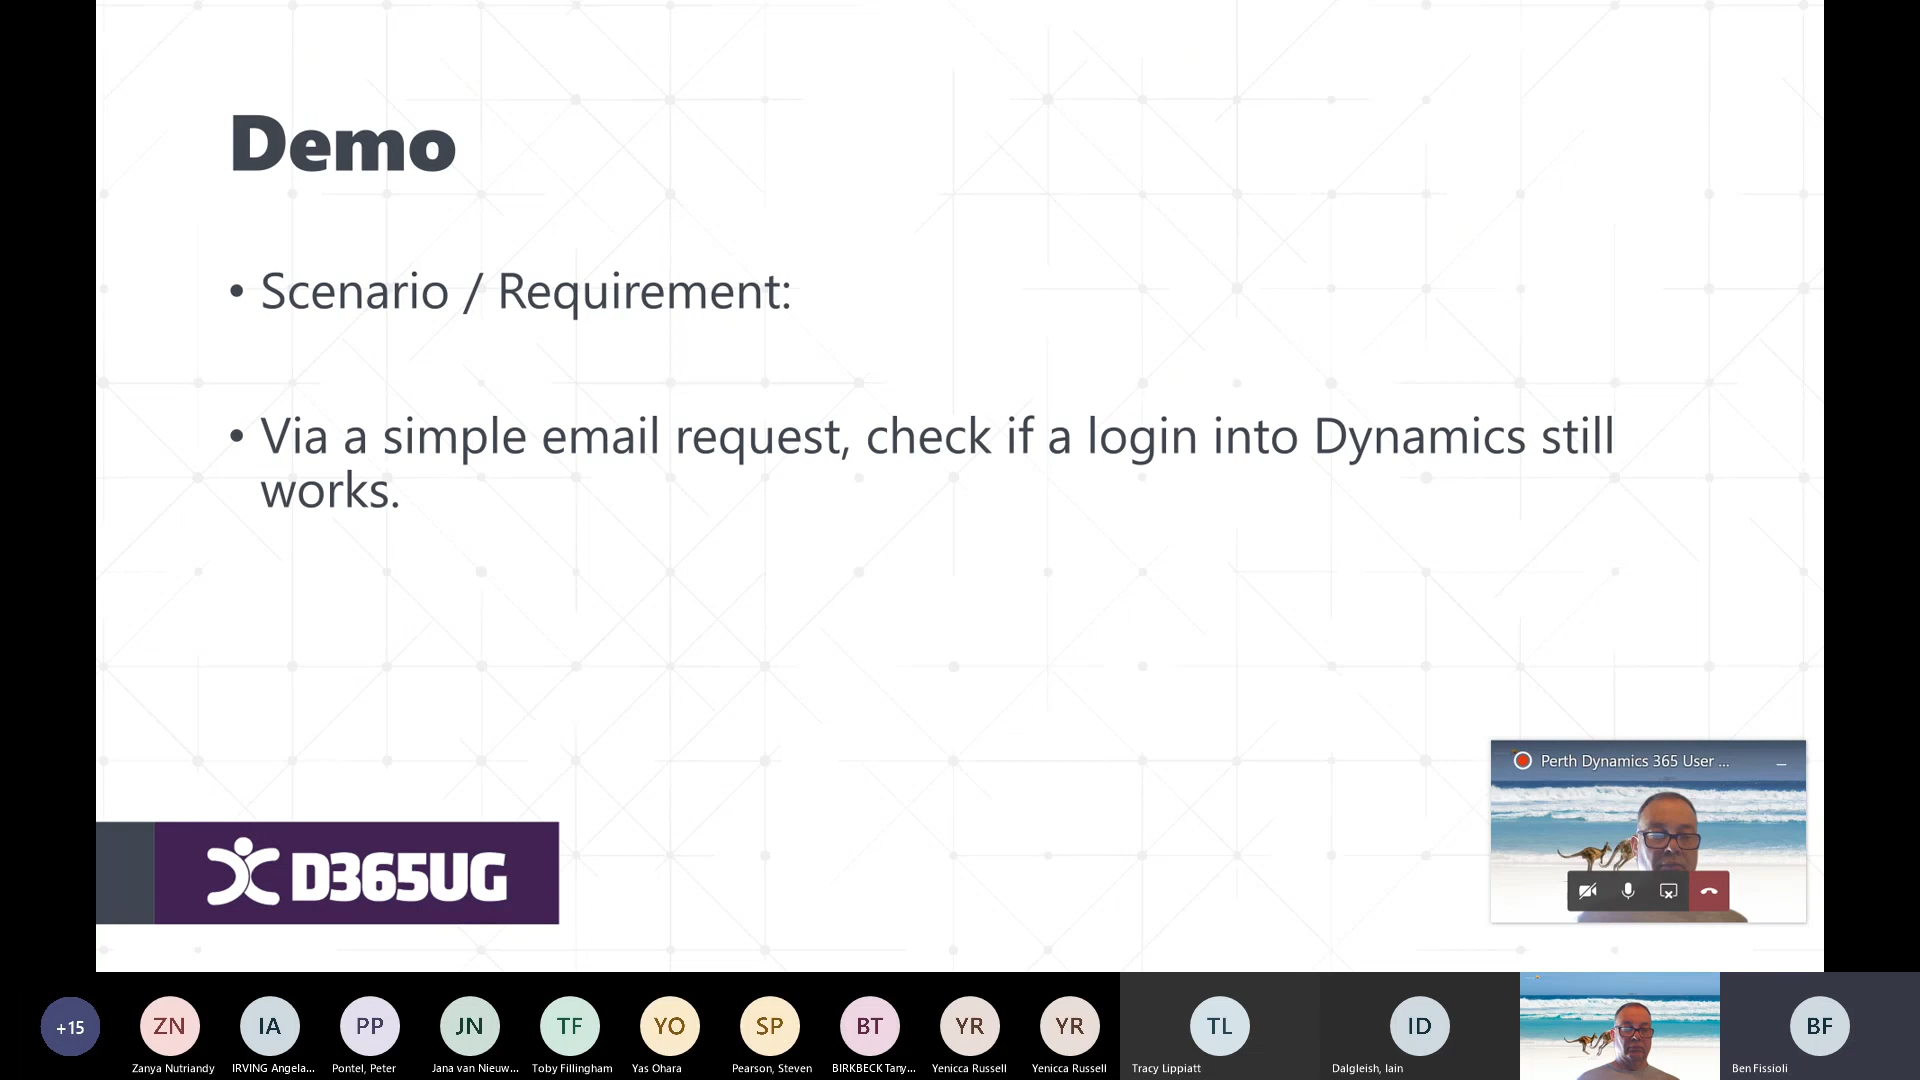 Demo
• Scenario / Requirement:
• Via a simple email request, check if a login into Dynamics still
works.
Perth Dynamics 365 User ...
D365UG
+15
ZN
IA
PP
JN
TF
YO
SP
BT
YR
YR
TL
ID
BF
Zanya Nutriandy
IRVING Angela...
Pontel, Peter
Jana van Nieuw...
Toby Fillingham
Yas Ohara
Pearson, Steven
BIRKBECK Tany...
Yenicca Russell
Yenicca Russell
Tracy Lippiatt
Dalgleish, Iain
Ben Fissioli